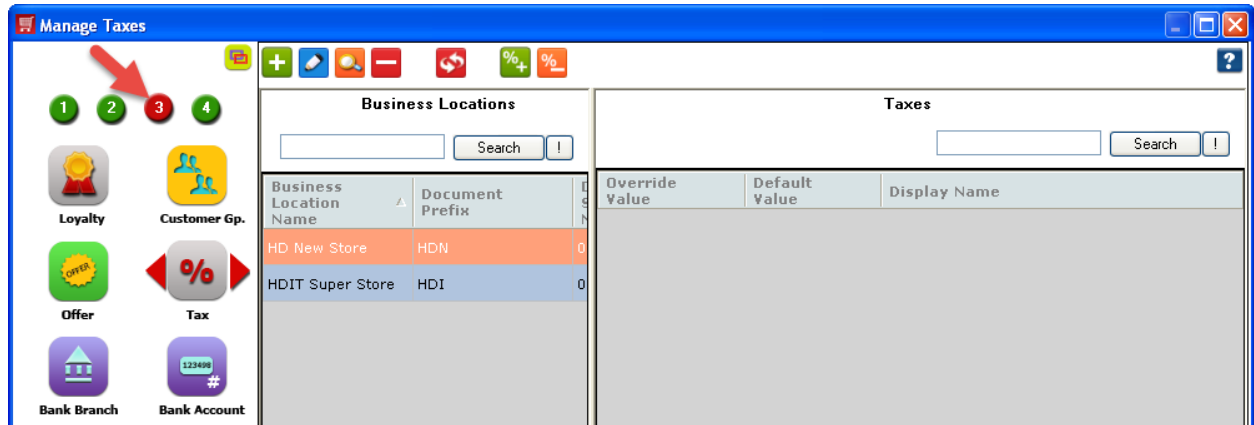 Manage Taxes
?
%+ %-
1 2 3 4
Business Locations
Taxes
Search !
Search !
Loyalty
Customer Gp.
Business Location Name
Document Prefix
Override Value
Default Value
Display Name
HD New Store HDN 0
HDIT Super Store HDI 0
OFFER
%
Offer
Tax
123498
#
Bank Branch
Bank Account